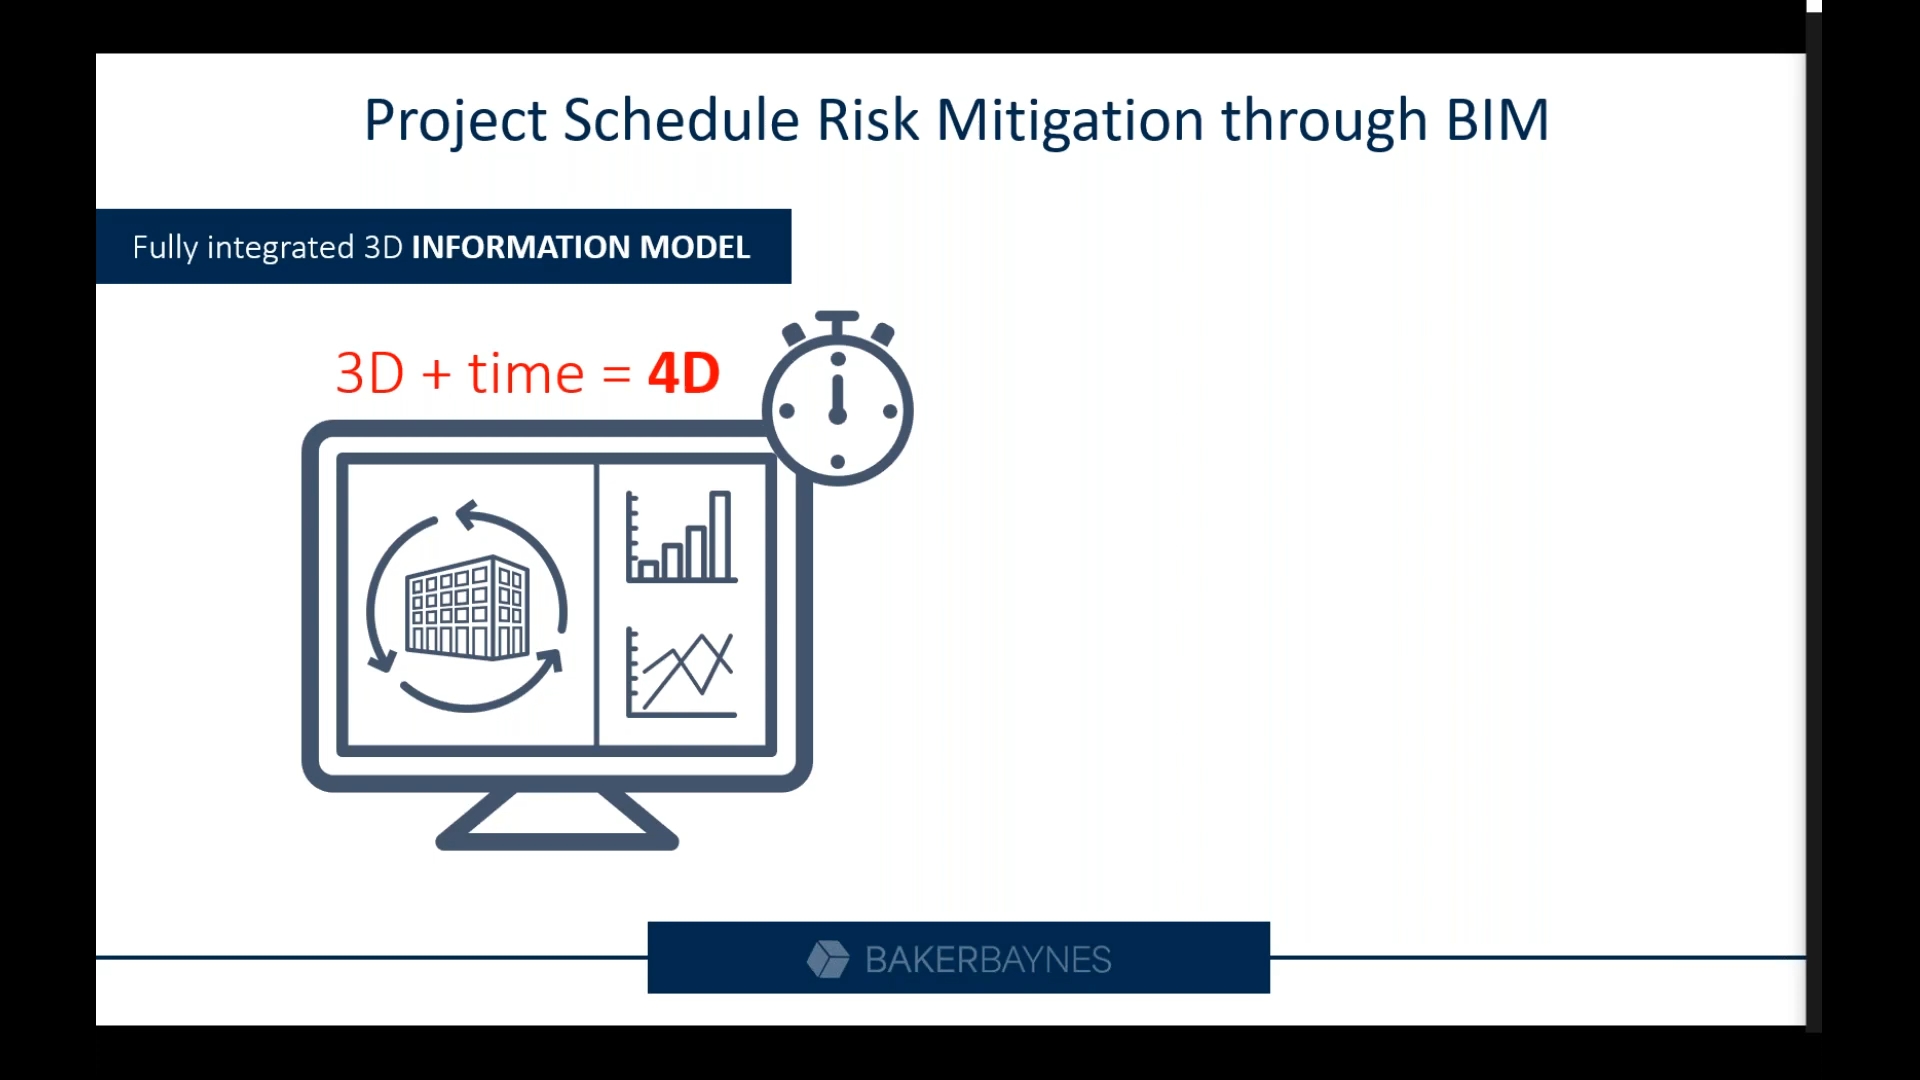 Project Schedule Risk Mitigation through BIM
Fully integrated 3D INFORMATION MODEL
3D + time = 4D
BAKERBAYNES